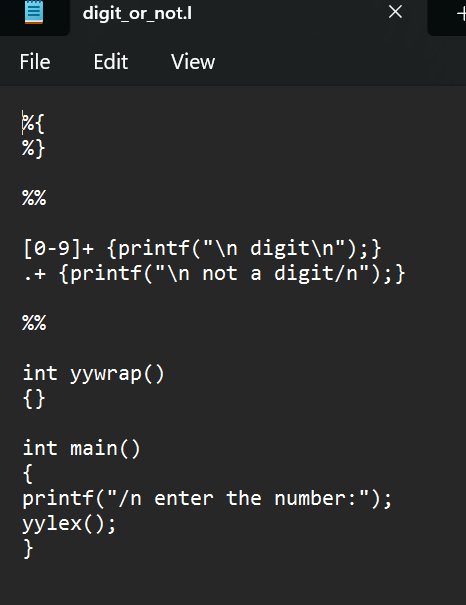 digit_or_not.l
File Edit View
%{
%}
%%
[0-9]+ {printf("\n digit\n");}
.+ {printf("\n not a digit/n");}
%%
int yywrap()
{}
int main()
{
printf("/n enter the number:");
yylex();
}